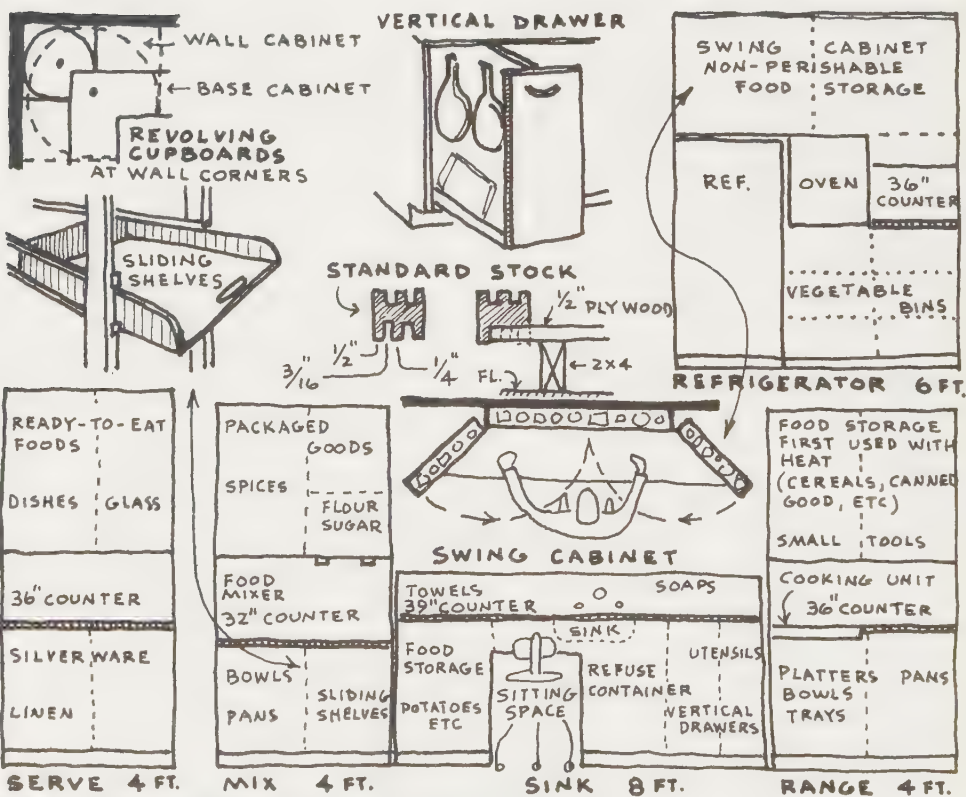 WALL CABINET
BASE CABINET
REVOLVING
CUPBOARDS
AT WALL CORNERS
SLIDING
SHELVES
VERTICAL DRAWER
STANDARD STOCK
1/2" PLYWOOD
3/16"
1/2"
1/4"
2X4
FL.
SWING CABINET
NON-PERISHABLE
FOOD STORAGE
REF.
OVEN
36"
COUNTER
VEGETABLE
BINS
REFRIGERATOR 6 FT.
READY-TO-EAT
FOODS
DISHES GLASS
36" COUNTER
SILVERWARE
LINEN
SERVE 4 FT.
PACKAGED
GOODS
SPICES
FLOUR
SUGAR
FOOD
MIXER
32" COUNTER
BOWLS
PANS
SLIDING
SHELVES
MIX 4 FT.
SWING CABINET
TOWELS
39" COUNTER
SOAPS
SINK
FOOD
STORAGE
POTATOES
ETC
SITTING
SPACE
REFUSE
CONTAINER
UTENSILS
VERTICAL
DRAWERS
SINK 8 FT.
FOOD STORAGE
FIRST USED WITH
HEAT
(CEREALS, CANNED
GOOD, ETC)
SMALL TOOLS
COOKING UNIT
36" COUNTER
PLATTERS
BOWLS
TRAYS
PANS
RANGE 4 FT.